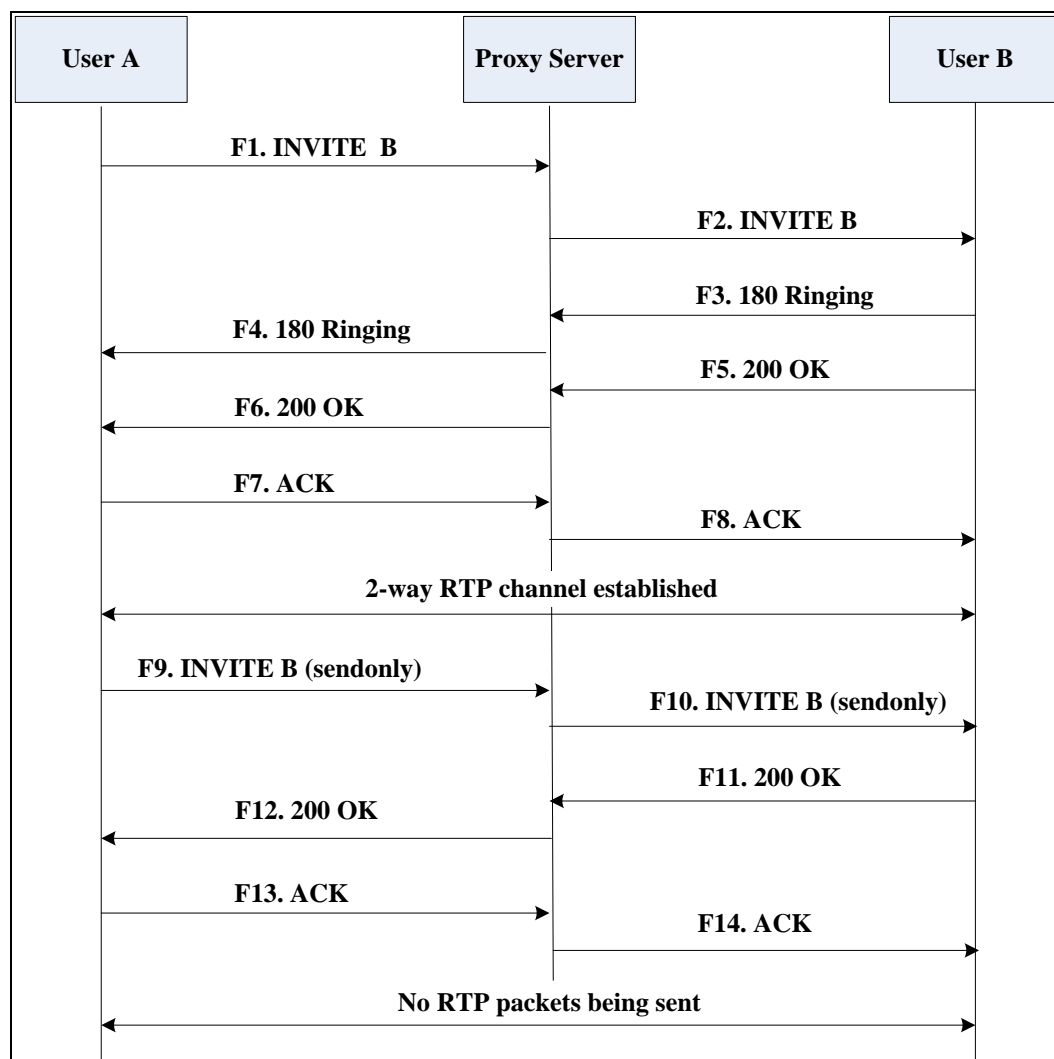 User A
Proxy Server
User B
F1. INVITE B
F2. INVITE B
F3. 180 Ringing
F4. 180 Ringing
F5. 200 OK
F6. 200 OK
F7. ACK
F8. ACK
2-way RTP channel established
F9. INVITE B (sendonly)
F10. INVITE B (sendonly)
F11. 200 OK
F12. 200 OK
F13. ACK
F14. ACK
No RTP packets being sent